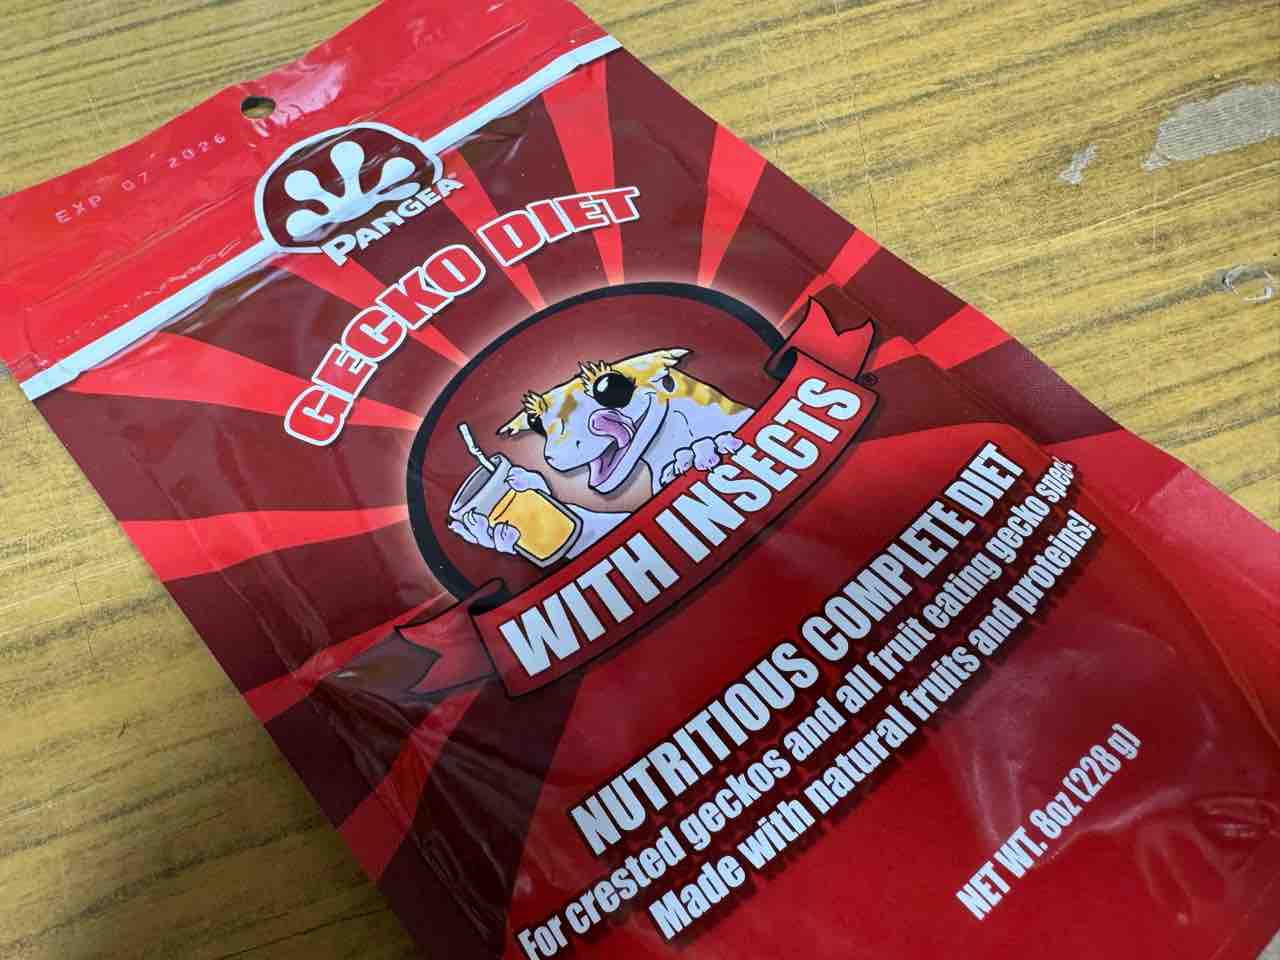 EXP 07 2026
PANGEA™
GECKO DIET
WITH INSECTS®
NUTRITIOUS COMPLETE DIET
For crested geckos and all fruit eating gecko species!
Made with natural fruits and proteins!
NET WT. 8oz (228 g)